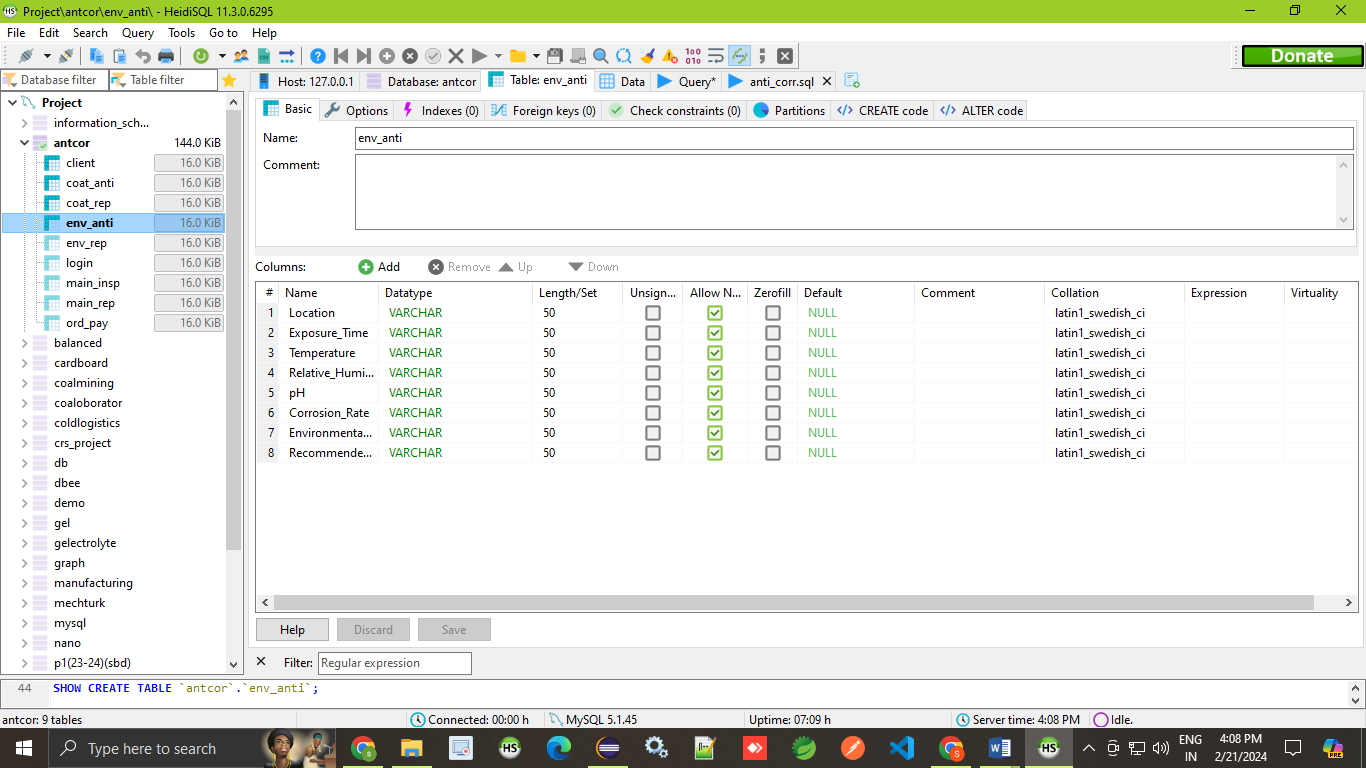 Project\antcor\env_anti\ - HeidiSQL 11.3.0.6295
File Edit Search Query Tools Go to Help
Donate
Database filter Table filter
Host: 127.0.0.1 Database: antcor Table: env_anti Data Query* anti_corr.sql
Project
information_sch...
antcor 144.0 KiB
client 16.0 KiB
coat_anti 16.0 KiB
coat_rep 16.0 KiB
env_anti 16.0 KiB
env_rep 16.0 KiB
login 16.0 KiB
main_insp 16.0 KiB
main_rep 16.0 KiB
ord_pay 16.0 KiB
balanced
cardboard
coalmining
coaloborator
coldlogistics
crs_project
db
dbee
demo
gel
gelectrolyte
graph
manufacturing
mechturk
mysql
nano
p1(23-24)(sbd)
Basic Options Indexes (0) Foreign keys (0) Check constraints (0) Partitions CREATE code ALTER code
Name: env_anti
Comment:
Columns: Add Remove Up Down
# Name Datatype Length/Set Unsign... Allow N... Zerofill Default Comment Collation Expression Virtuality
1 Location VARCHAR 50 NULL latin1_swedish_ci
2 Exposure_Time VARCHAR 50 NULL latin1_swedish_ci
3 Temperature VARCHAR 50 NULL latin1_swedish_ci
4 Relative_Humi... VARCHAR 50 NULL latin1_swedish_ci
5 pH VARCHAR 50 NULL latin1_swedish_ci
6 Corrosion_Rate VARCHAR 50 NULL latin1_swedish_ci
7 Environmenta... VARCHAR 50 NULL latin1_swedish_ci
8 Recommende... VARCHAR 50 NULL latin1_swedish_ci
Help Discard Save
Filter: Regular expression
44 SHOW CREATE TABLE `antcor`.`env_anti`;
antcor: 9 tables Connected: 00:00 h MySQL 5.1.45 Uptime: 07:09 h Server time: 4:08 PM Idle.
Type here to search
ENG
IN
4:08 PM
2/21/2024